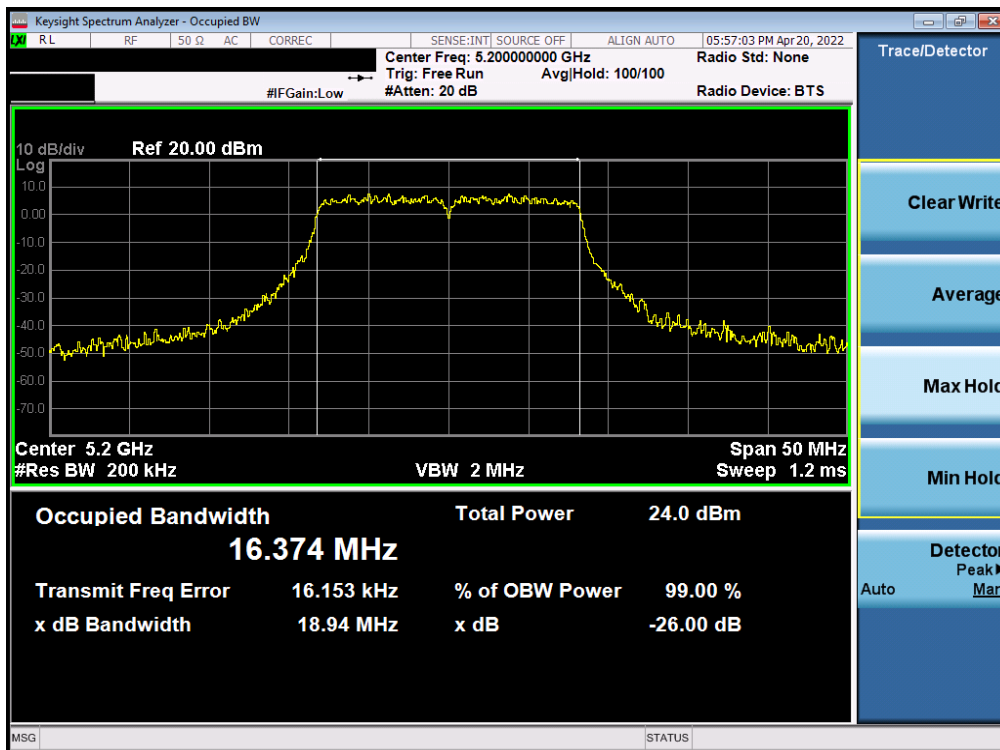 Keysight Spectrum Analyzer - Occupied BW
LXI RL RF 50 Ω AC CORREC SENSE:INT SOURCE OFF ALIGN AUTO 05:57:03 PM Apr 20, 2022
Center Freq: 5.200000000 GHz Radio Std: None
Trig: Free Run Avg|Hold: 100/100
#IFGain:Low #Atten: 20 dB Radio Device: BTS
10 dB/div Ref 20.00 dBm
Log
10.0
0.00
-10.0
-20.0
-30.0
-40.0
-50.0
-60.0
-70.0
Center 5.2 GHz Span 50 MHz
#Res BW 200 kHz VBW 2 MHz Sweep 1.2 ms
Occupied Bandwidth Total Power 24.0 dBm
16.374 MHz
Transmit Freq Error 16.153 kHz % of OBW Power 99.00 %
x dB Bandwidth 18.94 MHz x dB -26.00 dB
MSG STATUS
Trace/Detector
Clear Write
Average
Max Hold
Min Hold
Detector
Peak
Auto Man